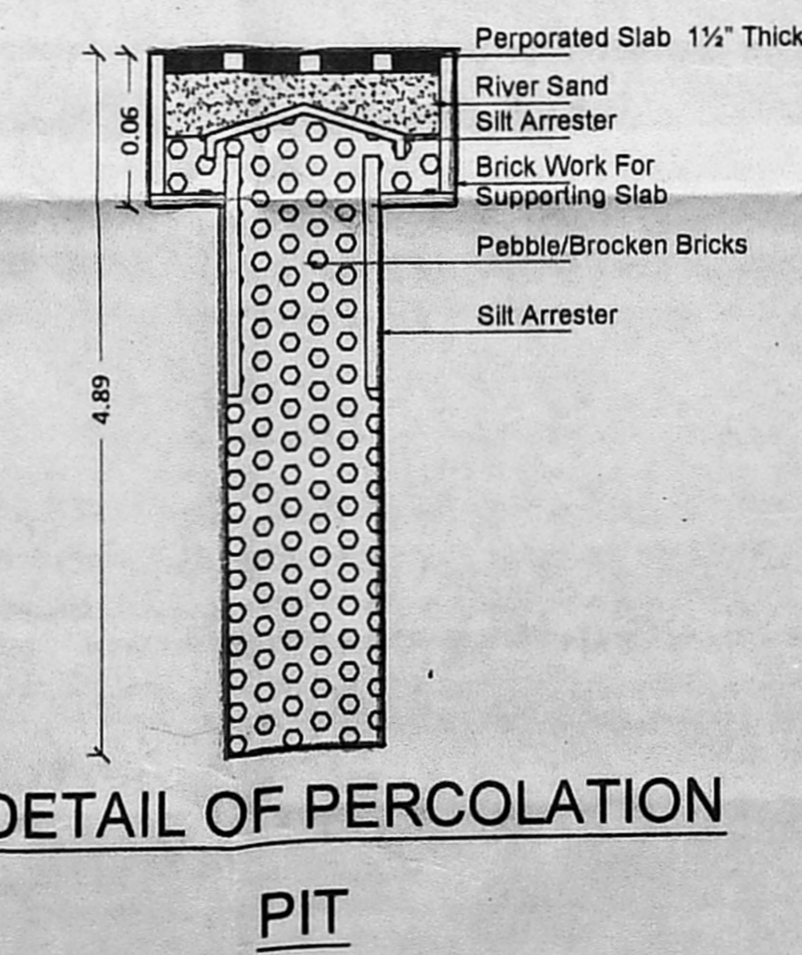 Perporated Slab 1½" Thick
River Sand
Silt Arrester
0.06
Brick Work For
Supporting Slab
Pebble/Brocken Bricks
Silt Arrester
4.89
DETAIL OF PERCOLATION
PIT